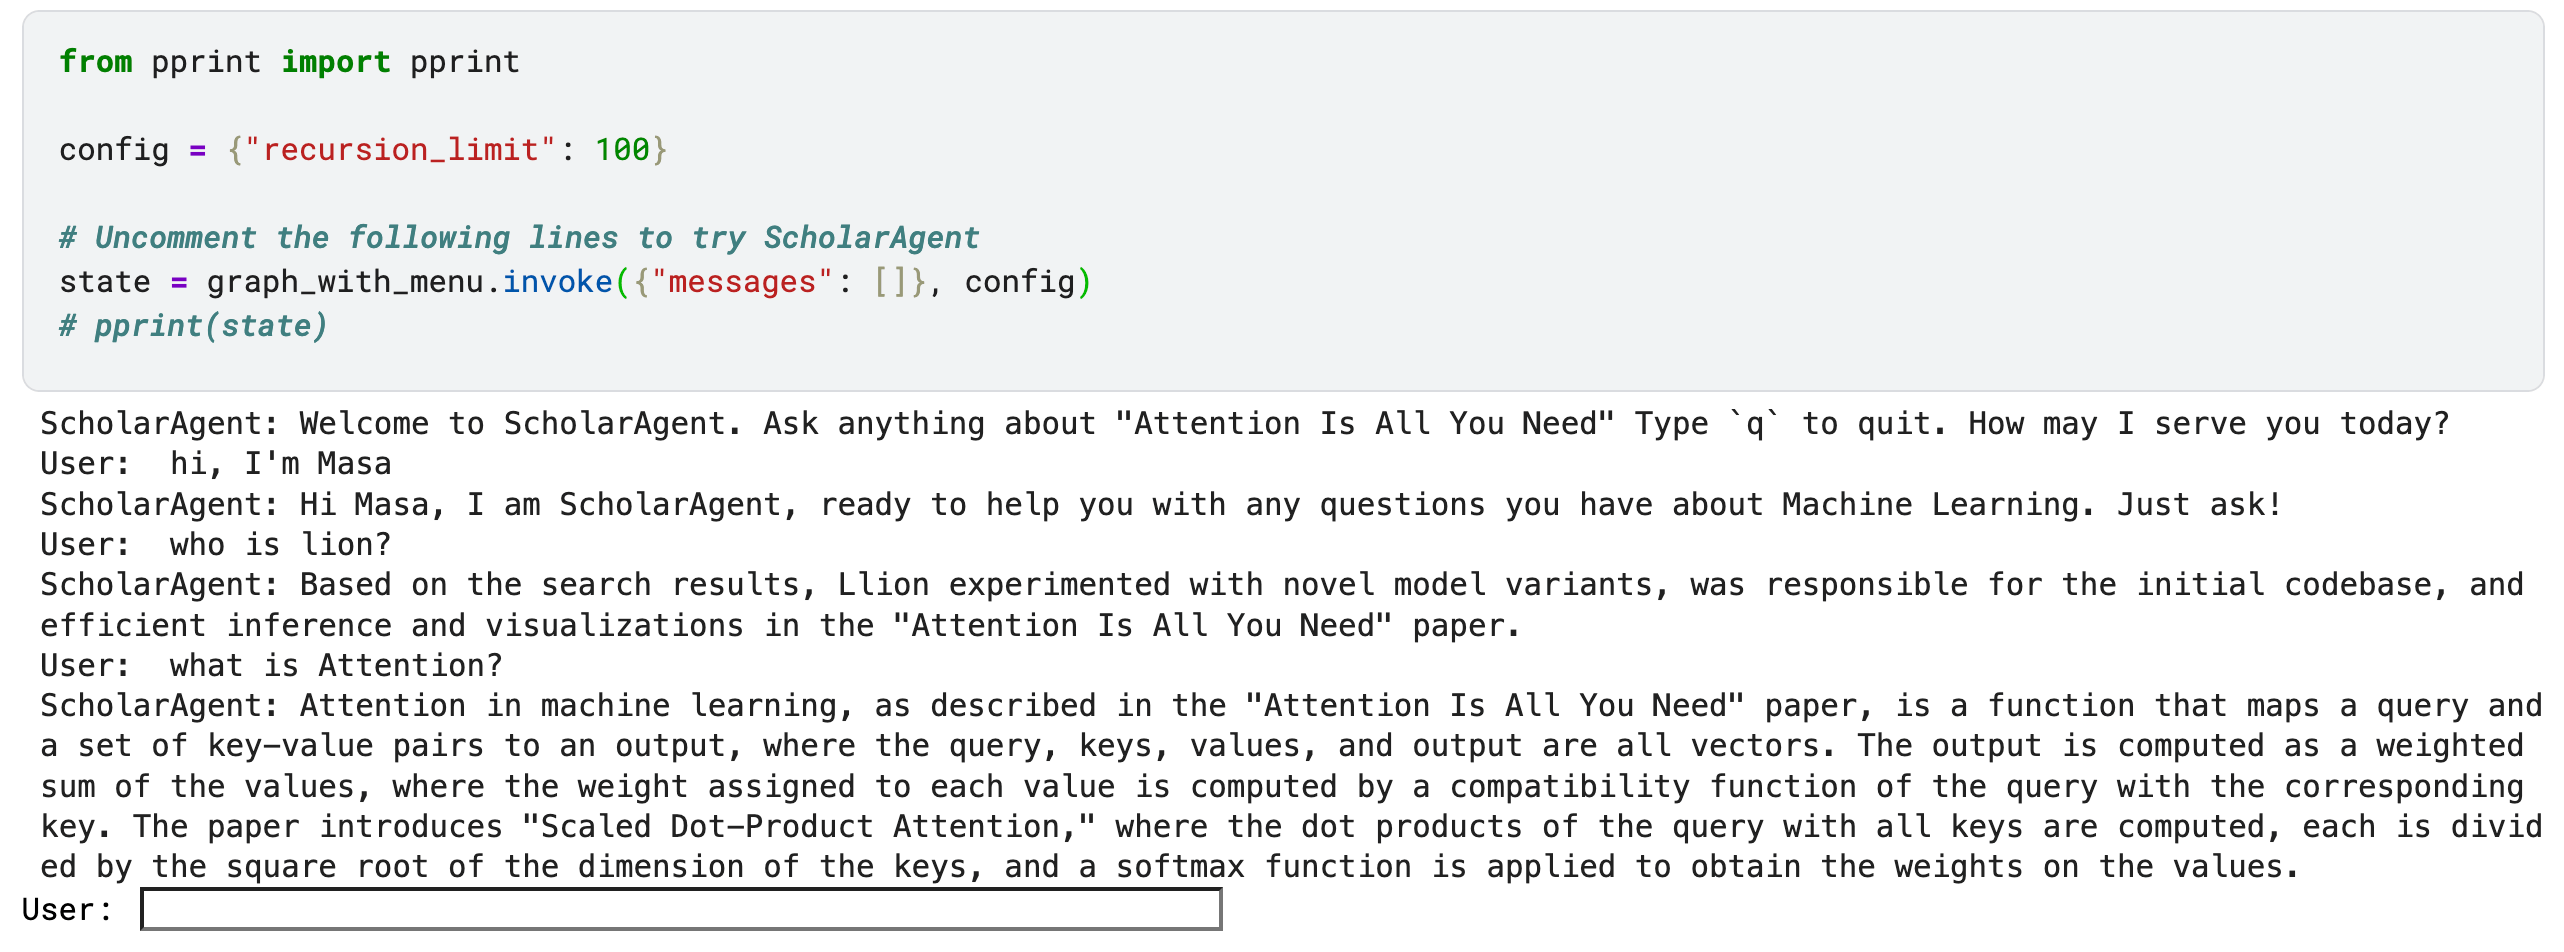 from pprint import pprint
config = {"recursion_limit": 100}
# Uncomment the following lines to try ScholarAgent
state = graph_with_menu.invoke({"messages": []}, config)
# pprint(state)
ScholarAgent: Welcome to ScholarAgent. Ask anything about "Attention Is All You Need" Type `q` to quit. How may I serve you today?
User:  hi, I'm Masa
ScholarAgent: Hi Masa, I am ScholarAgent, ready to help you with any questions you have about Machine Learning. Just ask!
User:  who is lion?
ScholarAgent: Based on the search results, Llion experimented with novel model variants, was responsible for the initial codebase, and
efficient inference and visualizations in the "Attention Is All You Need" paper.
User:  what is Attention?
ScholarAgent: Attention in machine learning, as described in the "Attention Is All You Need" paper, is a function that maps a query and
a set of key-value pairs to an output, where the query, keys, values, and output are all vectors. The output is computed as a weighted
sum of the values, where the weight assigned to each value is computed by a compatibility function of the query with the corresponding
key. The paper introduces "Scaled Dot-Product Attention," where the dot products of the query with all keys are computed, each is divid
ed by the square root of the dimension of the keys, and a softmax function is applied to obtain the weights on the values.
User: